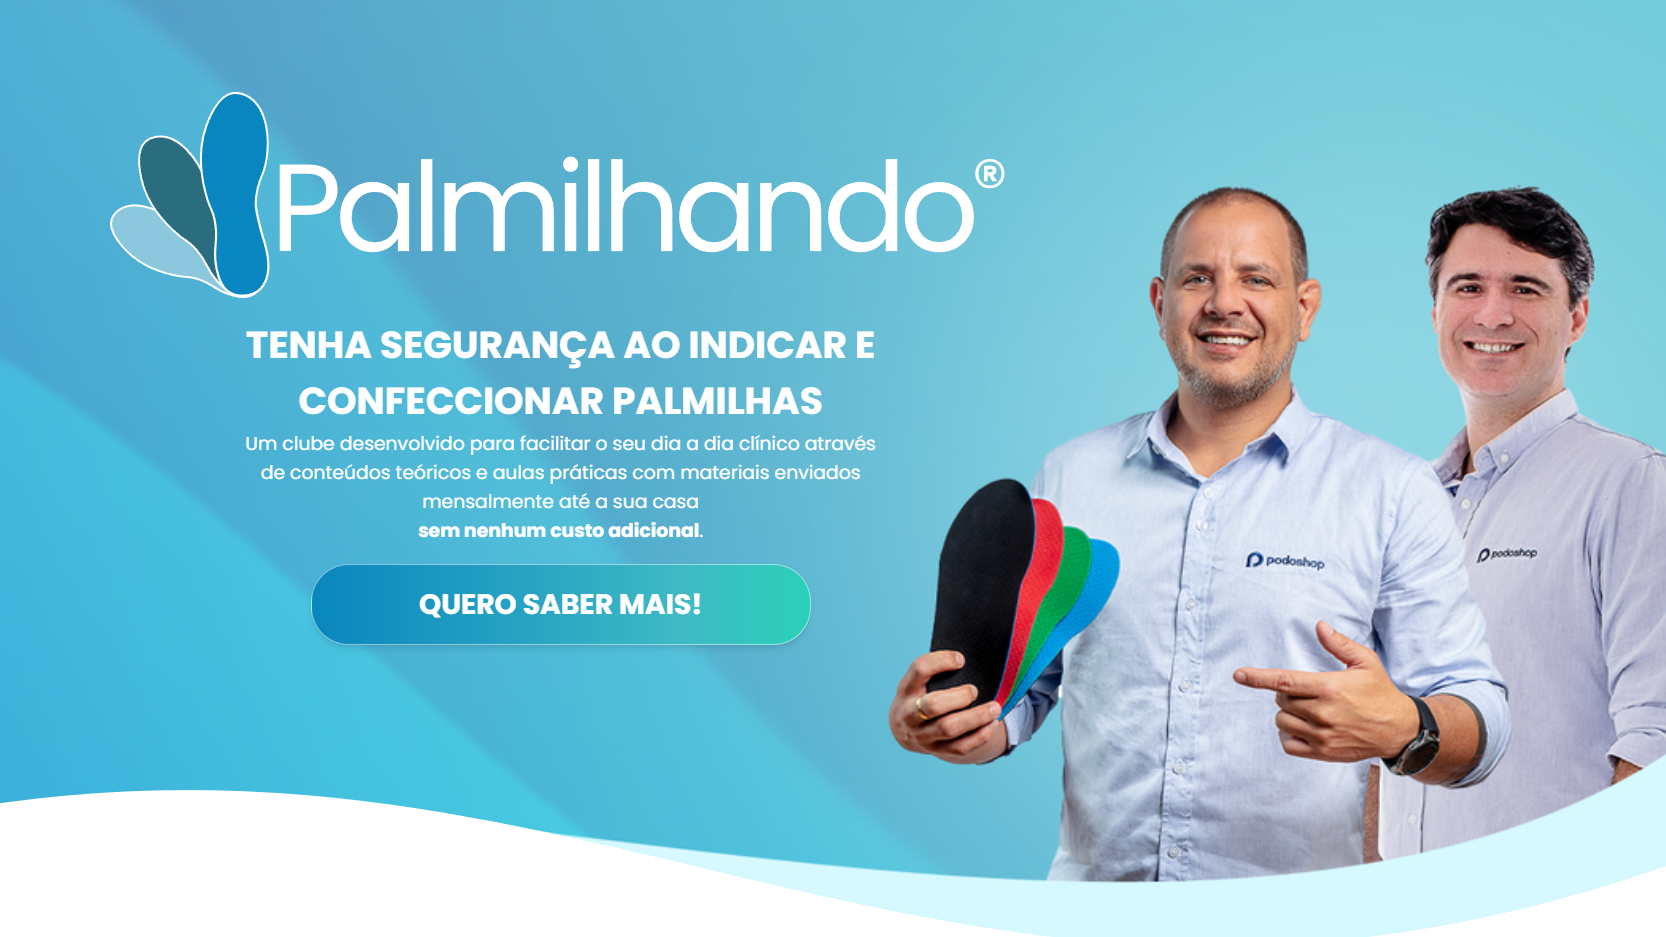 Palmilhando®
TENHA SEGURANÇA AO INDICAR E
CONFECCIONAR PALMILHAS
Um clube desenvolvido para facilitar o seu dia a dia clínico através
de conteúdos teóricos e aulas práticas com materiais enviados
mensalmente até a sua casa
sem nenhum custo adicional.
QUERO SABER MAIS!
podoshop
podoshop